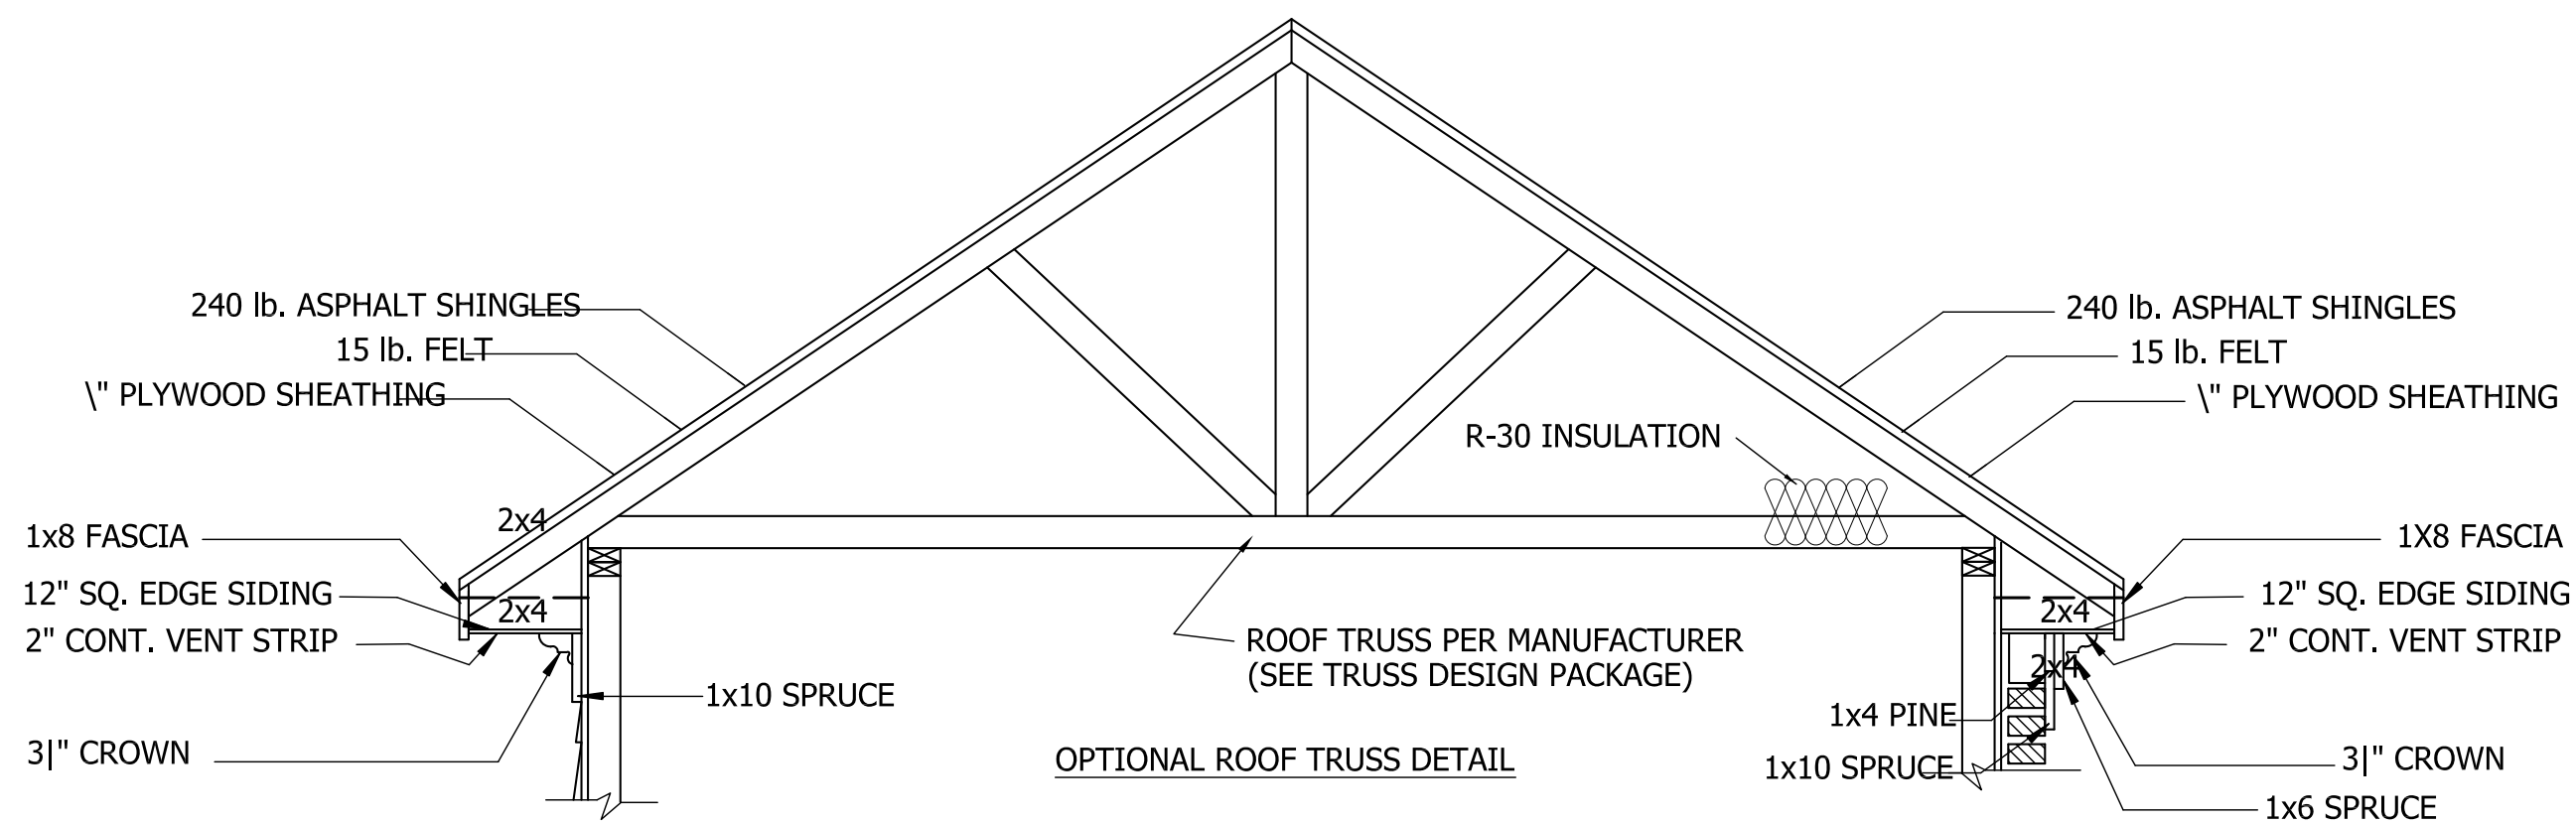 240 lb. ASPHALT SHINGLES
15 lb. FELT
\" PLYWOOD SHEATHING
2x4
1x8 FASCIA
12" SQ. EDGE SIDING
2x4
2" CONT. VENT STRIP
1x10 SPRUCE
3|" CROWN
R-30 INSULATION
ROOF TRUSS PER MANUFACTURER
(SEE TRUSS DESIGN PACKAGE)
OPTIONAL ROOF TRUSS DETAIL
240 lb. ASPHALT SHINGLES
15 lb. FELT
\" PLYWOOD SHEATHING
1X8 FASCIA
12" SQ. EDGE SIDING
2x4
2" CONT. VENT STRIP
2x4
1x4 PINE
1x10 SPRUCE
3|" CROWN
1x6 SPRUCE